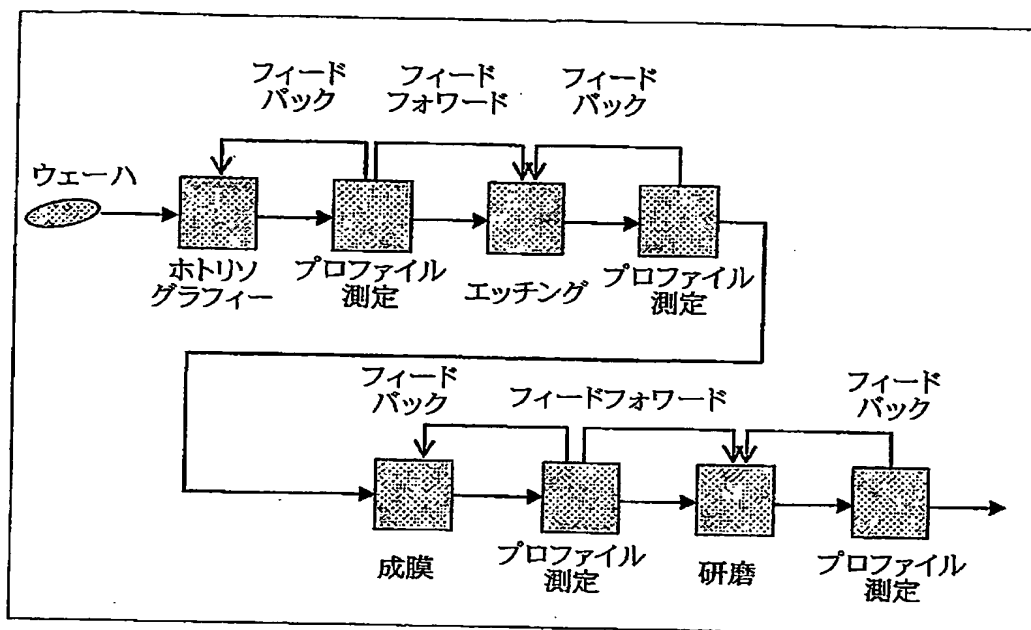 フィード
バック
フィード
フォワード
フィード
バック
ウェーハ
ホトリソ
グラフィー
プロファイル
測定
エッチング
プロファイル
測定
フィード
バック
フィードフォワード
フィード
バック
成膜
プロファイル
測定
研磨
プロファイル
測定